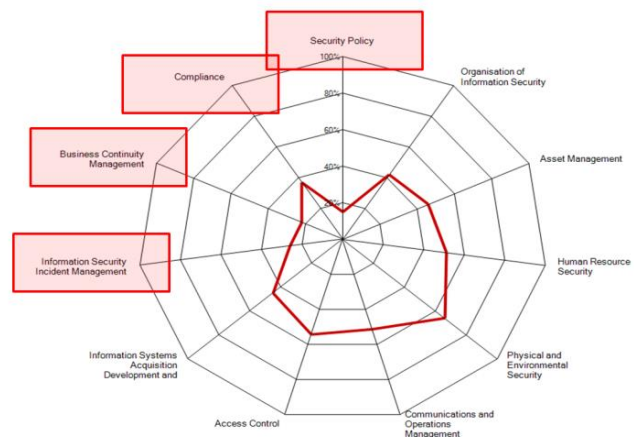 Security Policy
100%
80%
60%
40%
20%
Organisation of
Information Security
Asset Management
Human Resource
Security
Physical and
Environmental
Security
Communications and
Operations
Management
Access Control
Information Systems
Acquisition
Development and
Information Security
Incident Management
Business Continuity
Management
Compliance